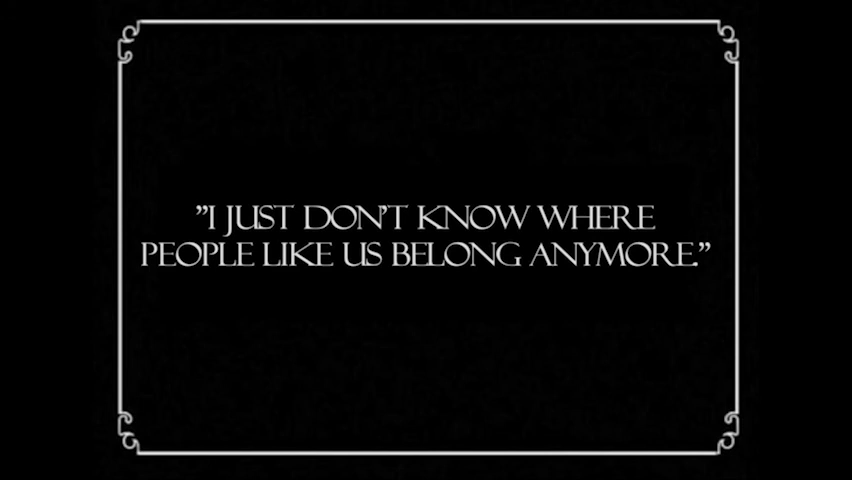 ”I JUST DON’T KNOW WHERE
PEOPLE LIKE US BELONG ANYMORE.”